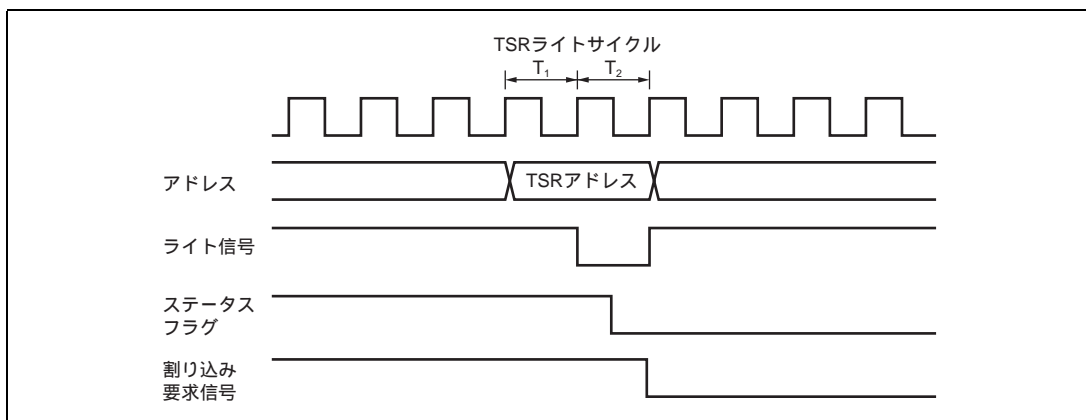 TSRライトサイクル
T₁ T₂
アドレス
TSRアドレス
ライト信号
ステータス
フラグ
割り込み
要求信号